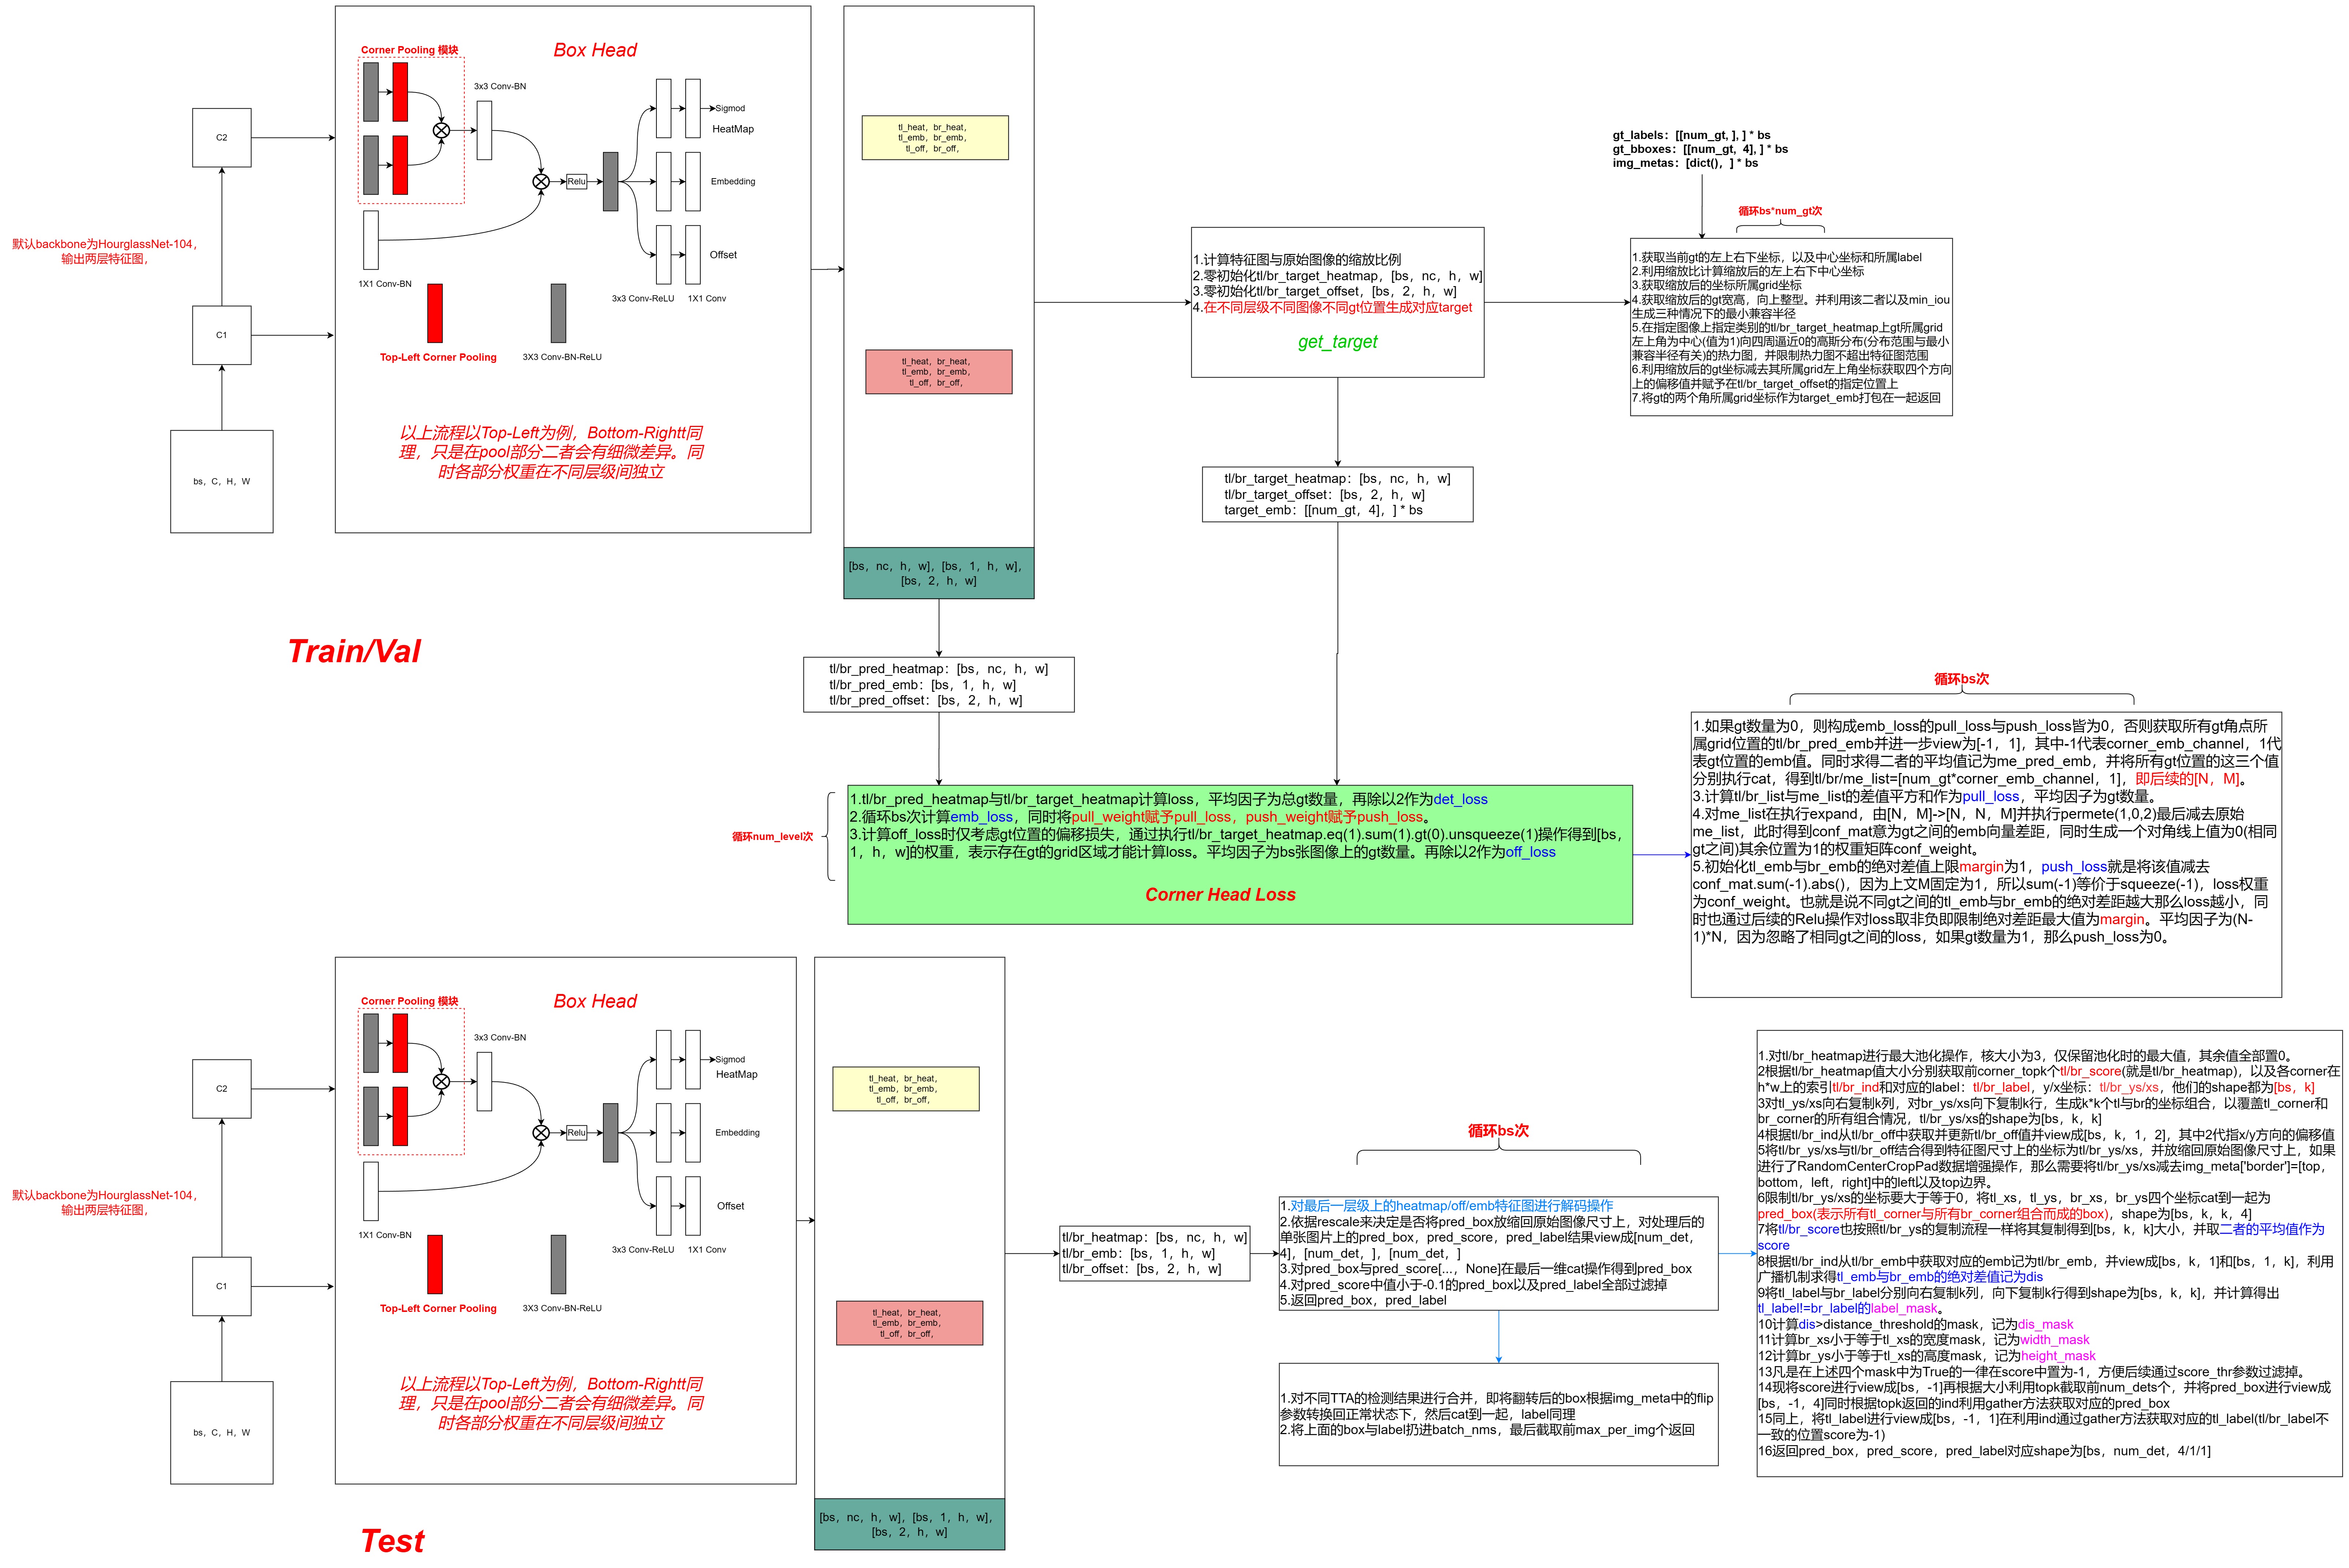 Corner Pooling 模块
Box Head
3x3 Conv-BN
Sigmod
HeatMap
C2
Relu
Embedding
默认backbone为HourglassNet-104，
输出两层特征图，
Offset
1X1 Conv-BN
3x3 Conv-ReLU
1X1 Conv
C1
Top-Left Corner Pooling
3X3 Conv-BN-ReLU
以上流程以Top-Left为例，Bottom-Rightt同
理，只是在pool部分二者会有细微差异。同
时各部分权重在不同层级间独立
bs，C，H，W
tl_heat，br_heat，
tl_emb，br_emb，
tl_off，br_off，
tl_heat，br_heat，
tl_emb，br_emb，
tl_off，br_off，
[bs，nc，h，w]，[bs，1，h，w]，
[bs，2，h，w]
1.计算特征图与原始图像的缩放比例
2.零初始化tl/br_target_heatmap，[bs，nc，h，w]
3.零初始化tl/br_target_offset，[bs，2，h，w]
4.在不同层级不同图像不同gt位置生成对应target
get_target
gt_labels：[[num_gt, ], ] * bs
gt_bboxes：[[num_gt，4], ] * bs
img_metas：[dict()，] * bs
循环bs*num_gt次
1.获取当前gt的左上右下坐标，以及中心坐标和所属label
2.利用缩放比计算缩放后的左上右下中心坐标
3.获取缩放后的坐标所属grid坐标
4.获取缩放后的gt宽高，向上整型。并利用该二者以及min_iou
生成三种情况下的最小兼容半径
5.在指定图像上指定类别的tl/br_target_heatmap上gt所属grid
左上角为中心(值为1)向四周逼近0的高斯分布(分布范围与最小
兼容半径有关)的热力图，并限制热力图不超出特征图范围
6.利用缩放后的gt坐标减去其所属grid左上角坐标获取四个方向
上的偏移值并赋予在tl/br_target_offset的指定位置上
7.将gt的两个角所属grid坐标作为target_emb打包在一起返回
tl/br_target_heatmap：[bs，nc，h，w]
tl/br_target_offset：[bs，2，h，w]
target_emb：[[num_gt，4]，] * bs
Train/Val
tl/br_pred_heatmap：[bs，nc，h，w]
tl/br_pred_emb：[bs，1，h，w]
tl/br_pred_offset：[bs，2，h，w]
循环num_level次
1.tl/br_pred_heatmap与tl/br_target_heatmap计算loss，平均因子为总gt数量，再除以2作为det_loss
2.循环bs次计算emb_loss，同时将pull_weight赋予pull_loss，push_weight赋予push_loss。
3.计算off_loss时仅考虑gt位置的偏移损失，通过执行tl/br_target_heatmap.eq(1).sum(1).gt(0).unsqueeze(1)操作得到[bs，
1，h，w]的权重，表示存在gt的grid区域才能计算loss。平均因子为bs张图像上的gt数量。再除以2作为off_loss
Corner Head Loss
循环bs次
1.如果gt数量为0，则构成emb_loss的pull_loss与push_loss皆为0，否则获取所有gt角点所
属grid位置的tl/br_pred_emb并进一步view为[-1，1]，其中-1代表corner_emb_channel，1代
表gt位置的emb值。同时求得二者的平均值记为me_pred_emb，并将所有gt位置的这三个值
分别执行cat，得到tl/br/me_list=[num_gt*corner_emb_channel，1]，即后续的[N，M]。
3.计算tl/br_list与me_list的差值平方和作为pull_loss，平均因子为gt数量。
4.对me_list在执行expand，由[N，M]->[N，N，M]并执行permete(1,0,2)最后减去原始
me_list，此时得到conf_mat意为gt之间的emb向量差距，同时生成一个对角线上值为0(相同
gt之间)其余位置为1的权重矩阵conf_weight。
5.初始化tl_emb与br_emb的绝对差值上限margin为1，push_loss就是将该值减去
conf_mat.sum(-1).abs()，因为上文M固定为1，所以sum(-1)等价于squeeze(-1)，loss权重
为conf_weight。也就是说不同gt之间的tl_emb与br_emb的绝对差距越大那么loss越小，同
时也通过后续的Relu操作对loss取非负即限制绝对差距最大值为margin。平均因子为(N-
1)*N，因为忽略了相同gt之间的loss，如果gt数量为1，那么push_loss为0。
Corner Pooling 模块
Box Head
3x3 Conv-BN
Sigmod
HeatMap
C2
Relu
Embedding
默认backbone为HourglassNet-104，
输出两层特征图，
Offset
1X1 Conv-BN
3x3 Conv-ReLU
1X1 Conv
C1
Top-Left Corner Pooling
3X3 Conv-BN-ReLU
以上流程以Top-Left为例，Bottom-Rightt同
理，只是在pool部分二者会有细微差异。同
时各部分权重在不同层级间独立
bs，C，H，W
tl_heat，br_heat，
tl_emb，br_emb，
tl_off，br_off，
tl_heat，br_heat，
tl_emb，br_emb，
tl_off，br_off，
[bs，nc，h，w]，[bs，1，h，w]，
[bs，2，h，w]
Test
tl/br_heatmap：[bs，nc，h，w]
tl/br_emb：[bs，1，h，w]
tl/br_offset：[bs，2，h，w]
循环bs次
1.对最后一层级上的heatmap/off/emb特征图进行解码操作
2.依据rescale来决定是否将pred_box放缩回原始图像尺寸上，对处理后的
单张图片上的pred_box，pred_score，pred_label结果view成[num_det，
4]，[num_det，]，[num_det，]
3.对pred_box与pred_score[...，None]在最后一维cat操作得到pred_box
4.对pred_score中值小于-0.1的pred_box以及pred_label全部过滤掉
5.返回pred_box，pred_label
1.对不同TTA的检测结果进行合并，即将翻转后的box根据img_meta中的flip
参数转换回正常状态下，然后cat到一起，label同理
2.将上面的box与label扔进batch_nms，最后截取前max_per_img个返回
1.对tl/br_heatmap进行最大池化操作，核大小为3，仅保留池化时的最大值，其余值全部置0。
2根据tl/br_heatmap值大小分别获取前corner_topk个tl/br_score(就是tl/br_heatmap)，以及各corner在
h*w上的索引tl/br_ind和对应的label：tl/br_label，y/x坐标：tl/br_ys/xs，他们的shape都为[bs，k]
3对tl_ys/xs向右复制k列，对br_ys/xs向下复制k行，生成k*k个tl与br的坐标组合，以覆盖tl_corner和
br_corner的所有组合情况，tl/br_ys/xs的shape为[bs，k，k]
4根据tl/br_ind从tl/br_off中获取并更新tl/br_off值并view成[bs，k，1，2]，其中2代指x/y方向的偏移值
5将tl/br_ys/xs与tl/br_off结合得到特征图尺寸上的坐标为tl/br_ys/xs，并放缩回原始图像尺寸上，如果
进行了RandomCenterCropPad数据增强操作，那么需要将tl/br_ys/xs减去img_meta['border']=[top，
bottom，left，right]中的left以及top边界。
6限制tl/br_ys/xs的坐标要大于等于0，将tl_xs，tl_ys，br_xs，br_ys四个坐标cat到一起为
pred_box(表示所有tl_corner与所有br_corner组合而成的box)，shape为[bs，k，k，4]
7将tl/br_score也按照tl/br_ys的复制流程一样将其复制得到[bs，k，k]大小，并取二者的平均值作为
score
8根据tl/br_ind从tl/br_emb中获取对应的emb记为tl/br_emb，并view成[bs，k，1]和[bs，1，k]，利用
广播机制求得tl_emb与br_emb的绝对差值记为dis
9将tl_label与br_label分别向右复制k列，向下复制k行得到shape为[bs，k，k]，并计算得出
tl_label!=br_label的label_mask。
10计算dis>distance_threshold的mask，记为dis_mask
11计算br_xs小于等于tl_xs的宽度mask，记为width_mask
12计算br_ys小于等于tl_xs的高度mask，记为height_mask
13凡是在上述四个mask中为True的一律在score中置为-1，方便后续通过score_thr参数过滤掉。
14现将score进行view成[bs，-1]再根据大小利用topk截取前num_dets个，并将pred_box进行view成
[bs，-1，4]同时根据topk返回的ind利用gather方法获取对应的pred_box
15同上，将tl_label进行view成[bs，-1，1]在利用ind通过gather方法获取对应的tl_label(tl/br_label不
一致的位置score为-1)
16返回pred_box，pred_score，pred_label对应shape为[bs，num_det，4/1/1]